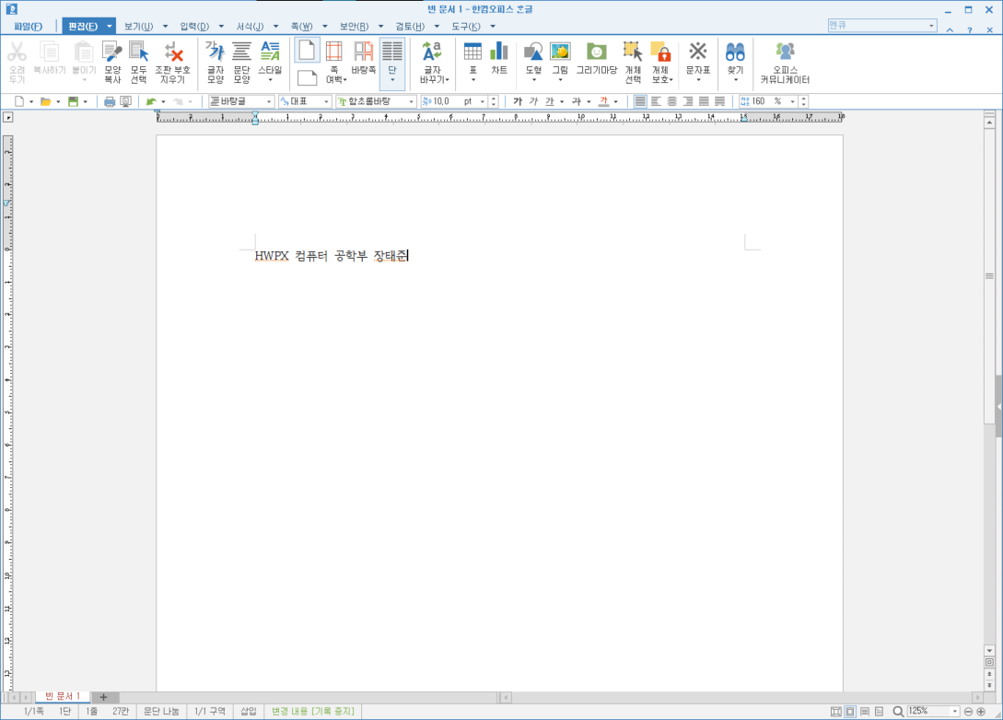 빈 문서 1 - 한컴오피스 한글
파일(F) 편집(E) 보기(U) 입력(D) 서식(J) 쪽(W) 보안(R) 검토(H) 도구(K)
오려 두기 복사하기 붙이기 모양 복사 모두 선택 조판 부호 지우기 글자 모양 문단 모양 스타일 쪽 여백 바탕쪽 단 글자 바꾸기 표 차트 도형 그림 그리기마당 개체 선택 개체 보호 문자표 찾기 오피스 커뮤니케이터
바탕글 대표 함초롬바탕 10,0 pt 가 가 가 가 가 160 %
HWPX 컴퓨터 공학부 장태준
빈 문서 1
1/1쪽 1단 1줄 27칸 문단 나눔 1/1 구역 삽입 변경 내용 [기록 중지] 125%